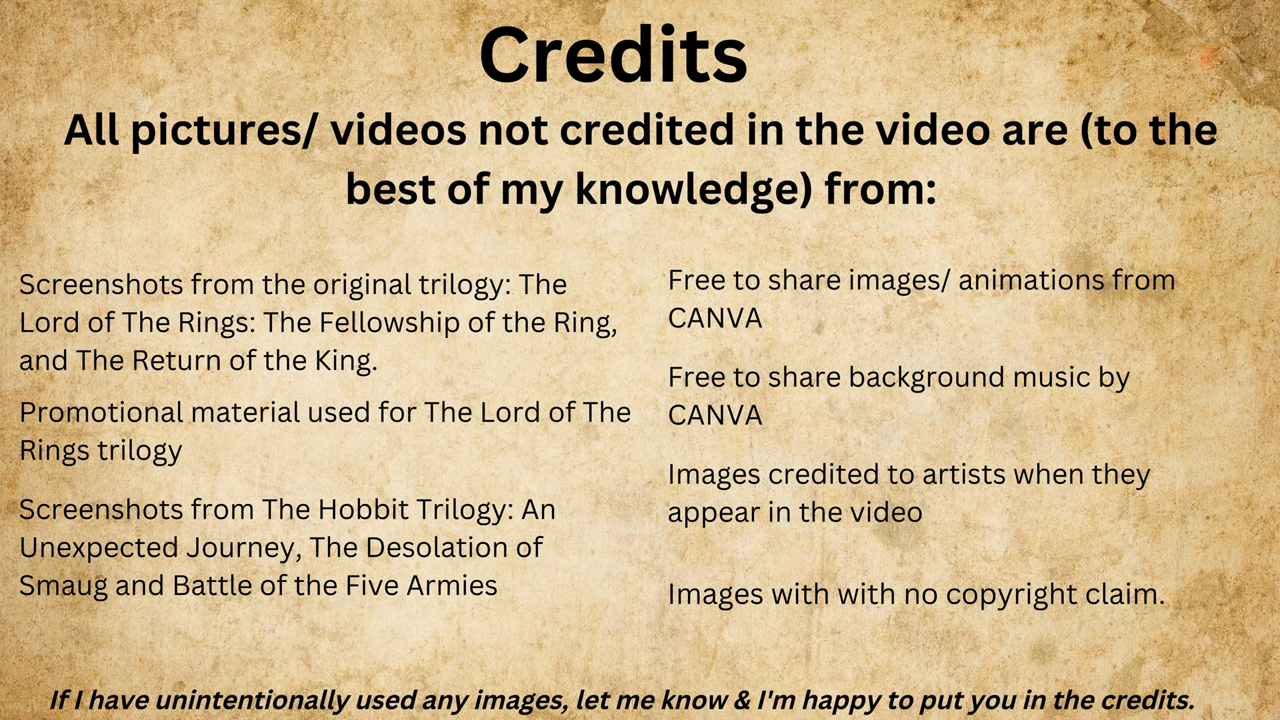 Credits
All pictures/ videos not credited in the video are (to the
best of my knowledge) from:
Screenshots from the original trilogy: The
Lord of The Rings: The Fellowship of the Ring,
and The Return of the King.
Promotional material used for The Lord of The
Rings trilogy
Screenshots from The Hobbit Trilogy: An
Unexpected Journey, The Desolation of
Smaug and Battle of the Five Armies
Free to share images/ animations from
CANVA
Free to share background music by
CANVA
Images credited to artists when they
appear in the video
Images with with no copyright claim.
If I have unintentionally used any images, let me know & I'm happy to put you in the credits.